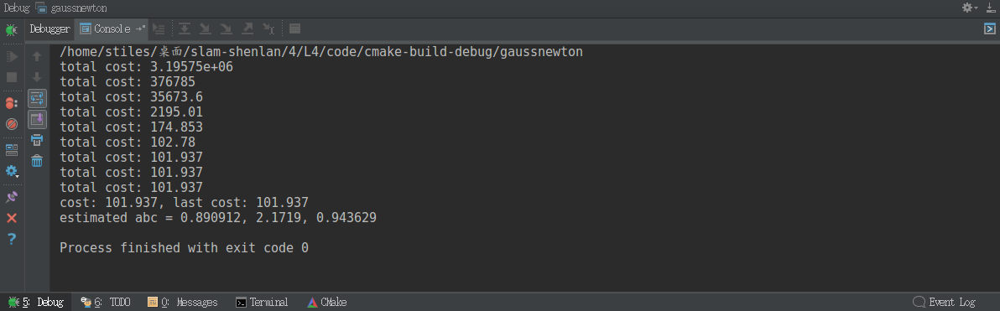 Debug gaussnewton
Debugger Console
/home/stiles/桌面/slam-shenlan/4/L4/code/cmake-build-debug/gaussnewton
total cost: 3.19575e+06
total cost: 376785
total cost: 35673.6
total cost: 2195.01
total cost: 174.853
total cost: 102.78
total cost: 101.937
total cost: 101.937
total cost: 101.937
cost: 101.937, last cost: 101.937
estimated abc = 0.890912, 2.1719, 0.943629
Process finished with exit code 0
5: Debug 6: TODO 0: Messages Terminal CMake Event Log